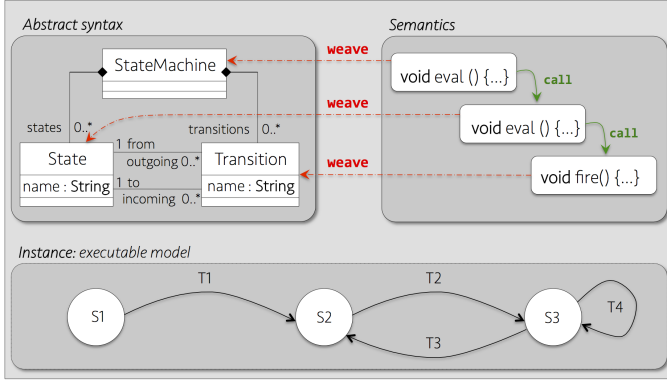 Abstract syntax
Semantics
StateMachine
weave
void eval () {...}
call
weave
states 0..*
transitions 0..*
void eval () {...}
call
State
1 from
outgoing 0..*
Transition
weave
void fire() {...}
name : String
1 to
incoming 0..*
name : String
Instance: executable model
T1
T2
S1
S2
S3
T4
T3